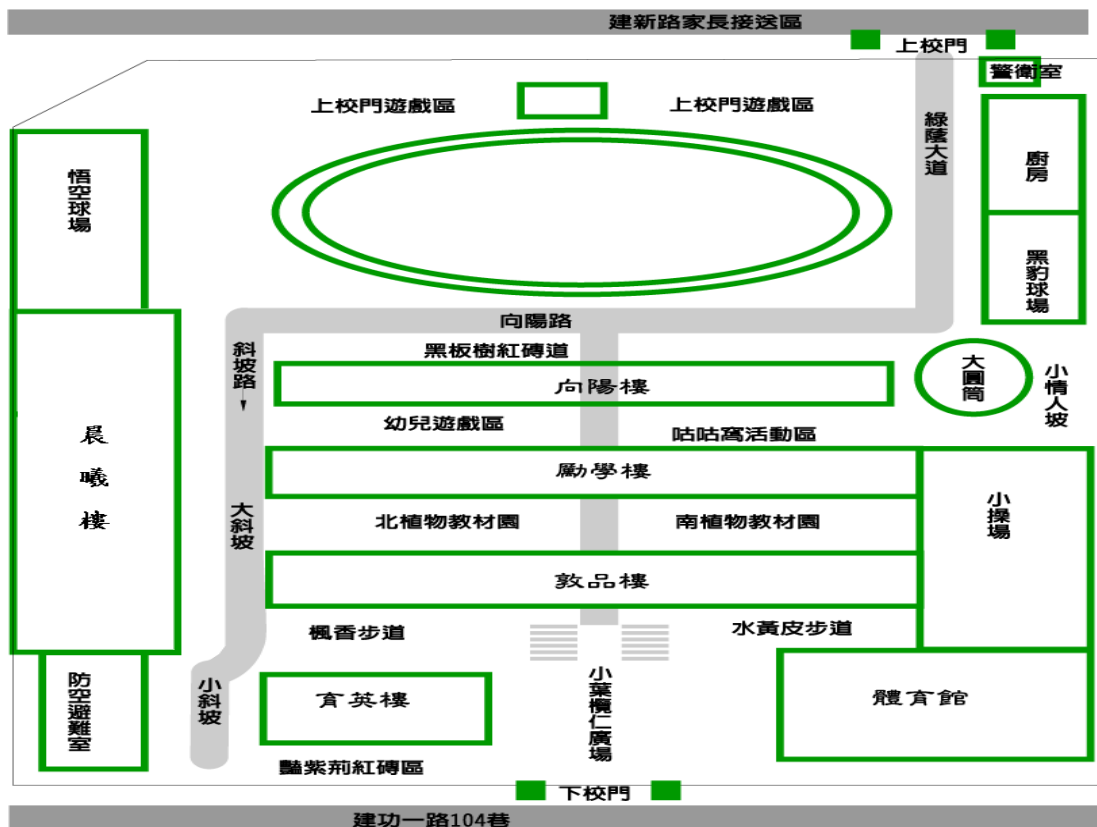 建新路家長接送區
上校門
警衛室
上校門遊戲區
上校門遊戲區
綠蔭大道
廚房
悟空球場
黑豹球場
向陽路
斜坡路
黑板樹紅磚道
大圓筒
小情人坡
向陽樓
幼兒遊戲區
咕咕窩活動區
晨曦樓
勵學樓
大斜坡
北植物教材園
南植物教材園
小操場
敦品樓
楓香步道
水黃皮步道
防空避難室
小斜坡
育英樓
小葉欖仁廣場
體育館
豔紫荊紅磚區
下校門
建功一路104巷